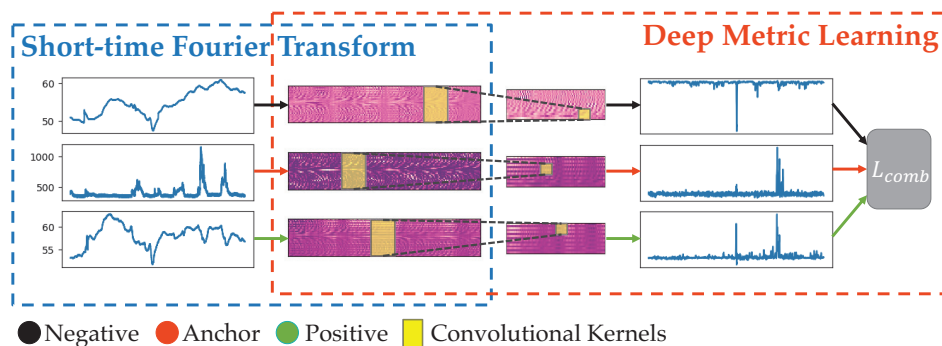 Short-time Fourier Transform
Deep Metric Learning
60
50
1000
500
60
55
L_comb
Negative
Anchor
Positive
Convolutional Kernels